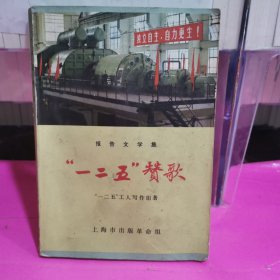 独立自主·自力更生!
报告文学集
“一二五”赞歌
“一二五”工人写作组著
上海市出版革命组